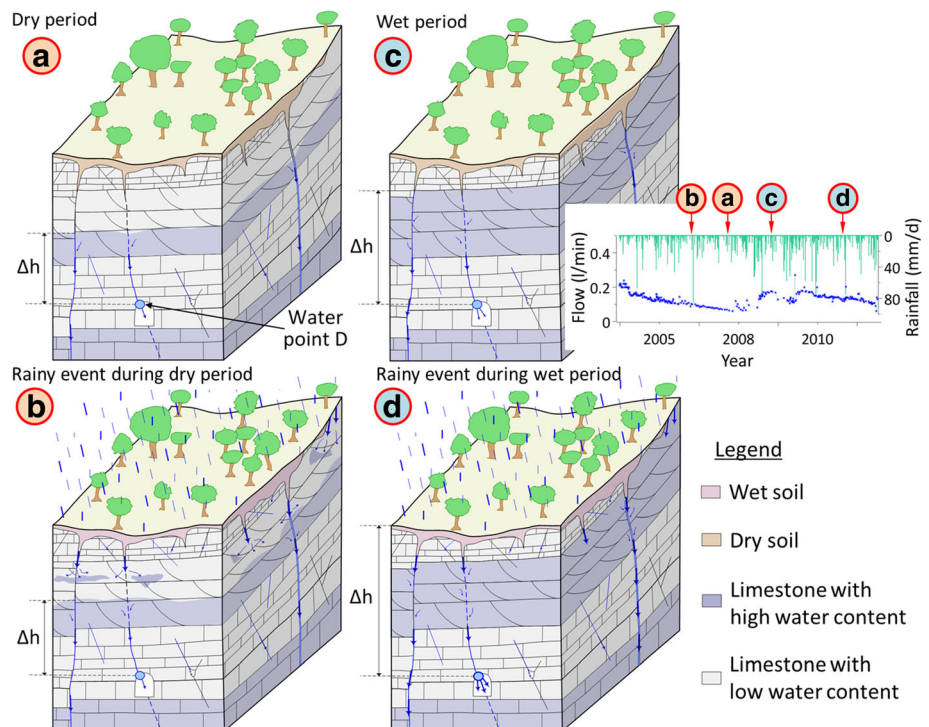 Dry period
a
Δh
Water
point D
Wet period
c
Δh
b
a
c
d
Flow (l/min)
0.4
0.2
0
0
40
80
Rainfall (mm/d)
2005
2008
2010
Year
Rainy event during dry period
b
Δh
Rainy event during wet period
d
Δh
Legend
Wet soil
Dry soil
Limestone with
high water content
Limestone with
low water content